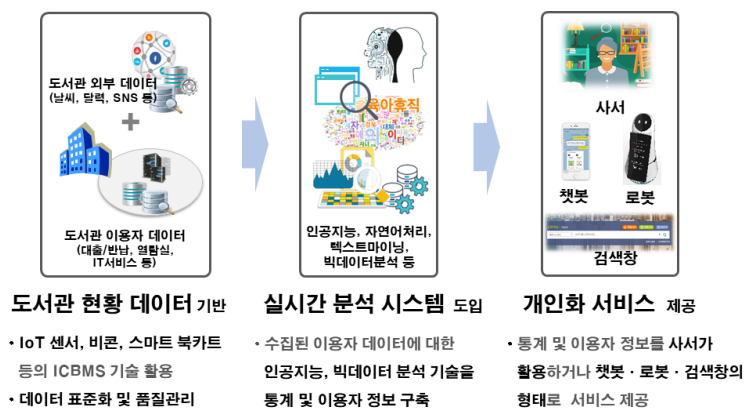 도서관 외부 데이터
(날씨, 달력, SNS 등)
도서관 이용자 데이터
(대출/반납, 열람실,
IT서비스 등)
도서관 현황 데이터 기반
• IoT 센서, 비콘, 스마트 북카트
등의 ICBMS 기술 활용
• 데이터 표준화 및 품질관리
육아휴직
인공지능, 자연어처리,
텍스트마이닝,
빅데이터분석 등
실시간 분석 시스템 도입
• 수집된 이용자 데이터에 대한
인공지능, 빅데이터 분석 기술을
통계 및 이용자 정보 구축
사서
챗봇
로봇
검색창
개인화 서비스 제공
• 통계 및 이용자 정보를 사서가
활용하거나 챗봇 · 로봇 · 검색창의
형태로 서비스 제공